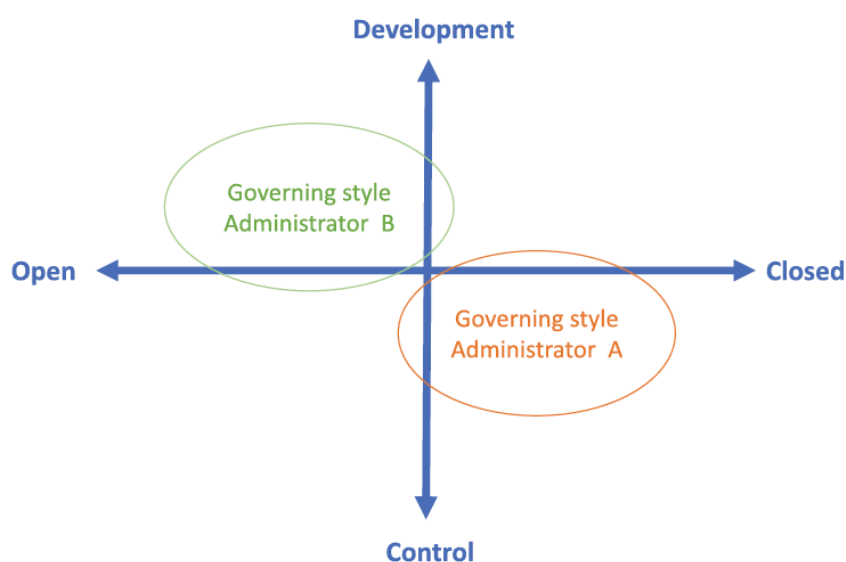 Development
Governing style
Administrator B
Open
Closed
Governing style
Administrator A
Control